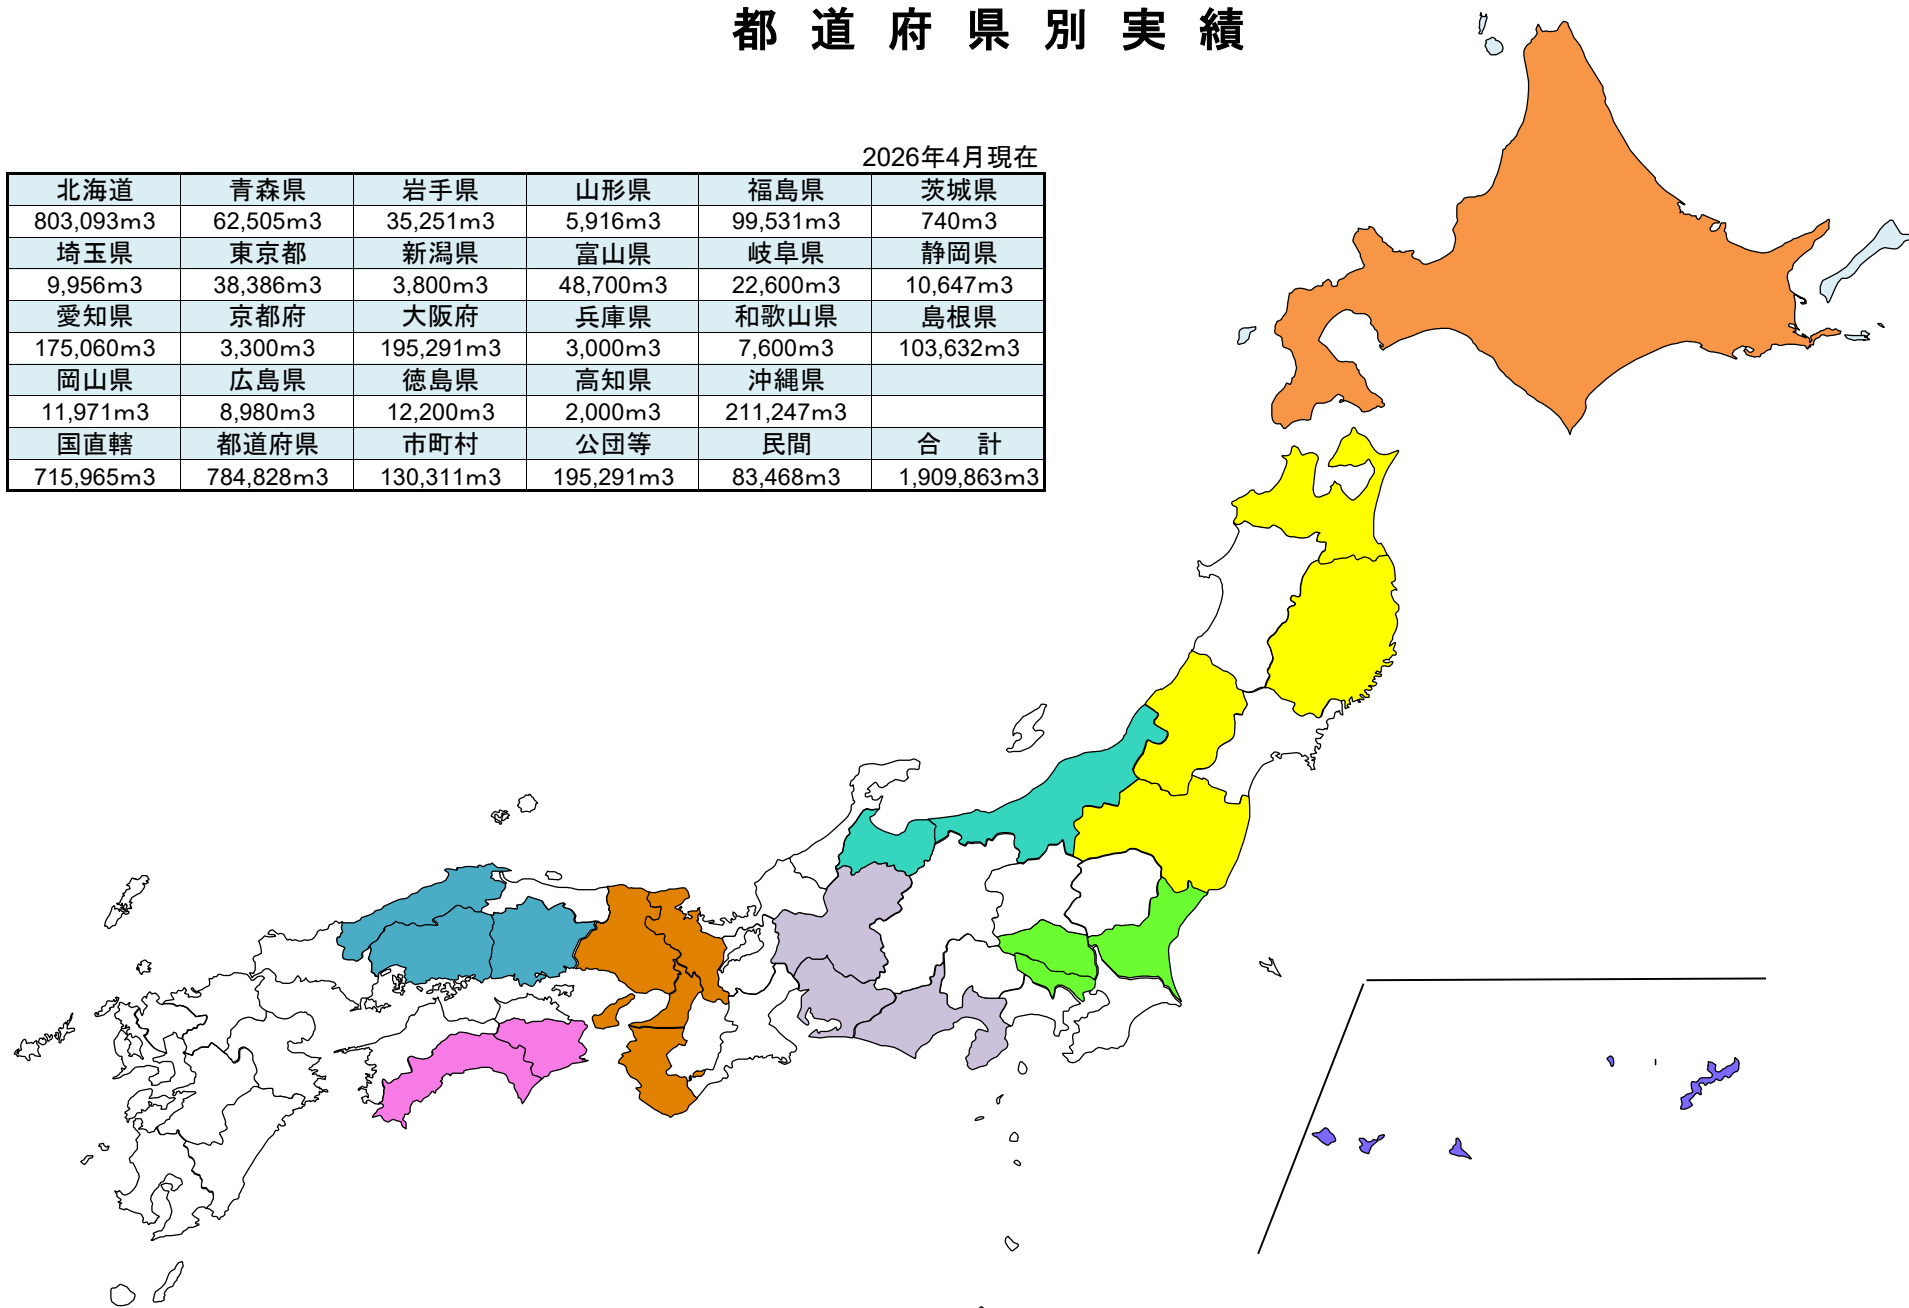 都道府県別実績
2026年4月現在
北海道 青森県 岩手県 山形県 福島県 茨城県
803,093m3 62,505m3 35,251m3 5,916m3 99,531m3 740m3
埼玉県 東京都 新潟県 富山県 岐阜県 静岡県
9,956m3 38,386m3 3,800m3 48,700m3 22,600m3 10,647m3
愛知県 京都府 大阪府 兵庫県 和歌山県 島根県
175,060m3 3,300m3 195,291m3 3,000m3 7,600m3 103,632m3
岡山県 広島県 徳島県 高知県 沖縄県
11,971m3 8,980m3 12,200m3 2,000m3 211,247m3
国直轄 都道府県 市町村 公団等 民間 合　計
715,965m3 784,828m3 130,311m3 195,291m3 83,468m3 1,909,863m3